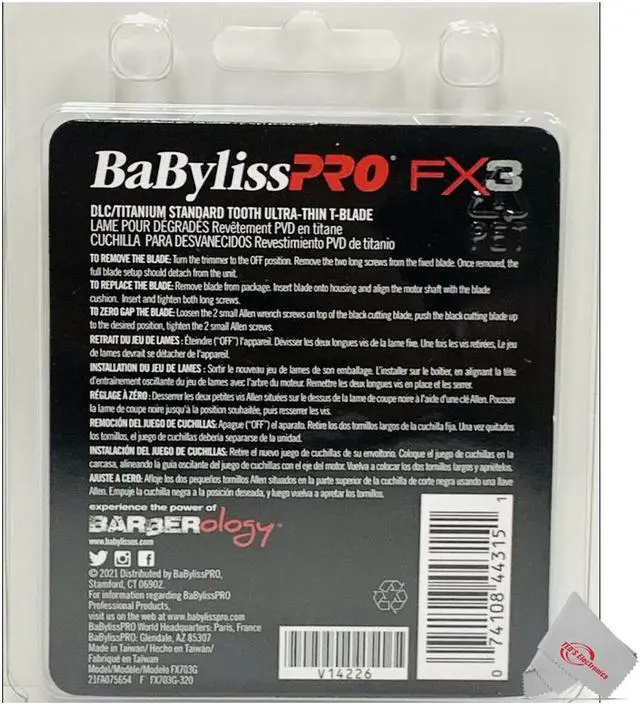 BaBylissPRO® FX3
PET
DLC/TITANIUM STANDARD TOOTH ULTRA-THIN T-BLADE
LAME POUR DÉGRADÉS Revêtement PVD en titane
CUCHILLA PARA DESVANECIDOS Revestimiento PVD de titanio
TO REMOVE THE BLADE: Turn the trimmer to the OFF position. Remove the two long screws from the fixed blade. Once removed, the
full blade setup should detach from the unit.
TO REPLACE THE BLADE: Remove blade from package. Insert blade onto housing and align the motor shaft with the blade
cushion. Insert and tighten both long screws.
TO ZERO GAP THE BLADE: Loosen the 2 small Allen wrench screws on top of the black cutting blade, push the black cutting blade up
to the desired position, tighten the 2 small Allen screws.
RETRAIT DU JEU DE LAMES : Éteindre ("OFF") l'appareil. Dévisser les deux longues vis de la lame fixe. Une fois les vis retirées, Le jeu
de lames devrait se détacher de l'appareil.
INSTALLATION DU JEU DE LAMES : Sortir le nouveau jeu de lames de son emballage. L'installer sur le boîtier, en alignant la tête
d'entraînement oscillante du jeu de lames avec l'arbre du moteur. Remettre les deux longues vis en place et les serrer.
RÉGLAGE À ZÉRO : Desserrer les deux petites vis Allen situées sur le dessus de la lame de coupe noire à l'aide d'une clé Allen. Pousser
la lame de coupe noire jusqu'à la position souhaitée, puis resserrer les vis.
REMOCIÓN DEL JUEGO DE CUCHILLAS: Apague ("OFF") el aparato. Retire los dos tornillos largos de la cuchilla fija. Una vez quitados
los tornillos, el juego de cuchillas debería separarse de la unidad.
INSTALACIÓN DEL JUEGO DE CUCHILLAS: Retire el nuevo juego de cuchillas de su envoltorio. Coloque el juego de cuchillas en la
carcasa, alineando la guía oscilante del juego de cuchillas con el eje del motor. Vuelva a colocar los dos tornillos largos y apriételos.
AJUSTE A CERO: Afloje los dos pequeños tornillos Allen situados en la parte superior de la cuchilla de corte negra usando una llave
Allen. Empuje la cuchilla negra a la posición deseada, y luego vuelva a apretar los tornillos.
experience the power of
BARBERology
www.babylissus.com
© 2021 Distributed by BaBylissPRO,
Stamford, CT 06902.
For information regarding BaBylissPRO
Professional Products,
visit us on the web at www.babylisspro.com
BaBylissPRO World Headquarters: Paris, France
BaBylissPRO: Glendale, AZ 85307
Made in Taiwan/ Hecho en Taiwán/
Fabriqué en Taïwan
Model/Modèle/Modelo FX703G
21FA075654 F FX703G-320
V14226
0 74108 44315 1
TED'S Electronics